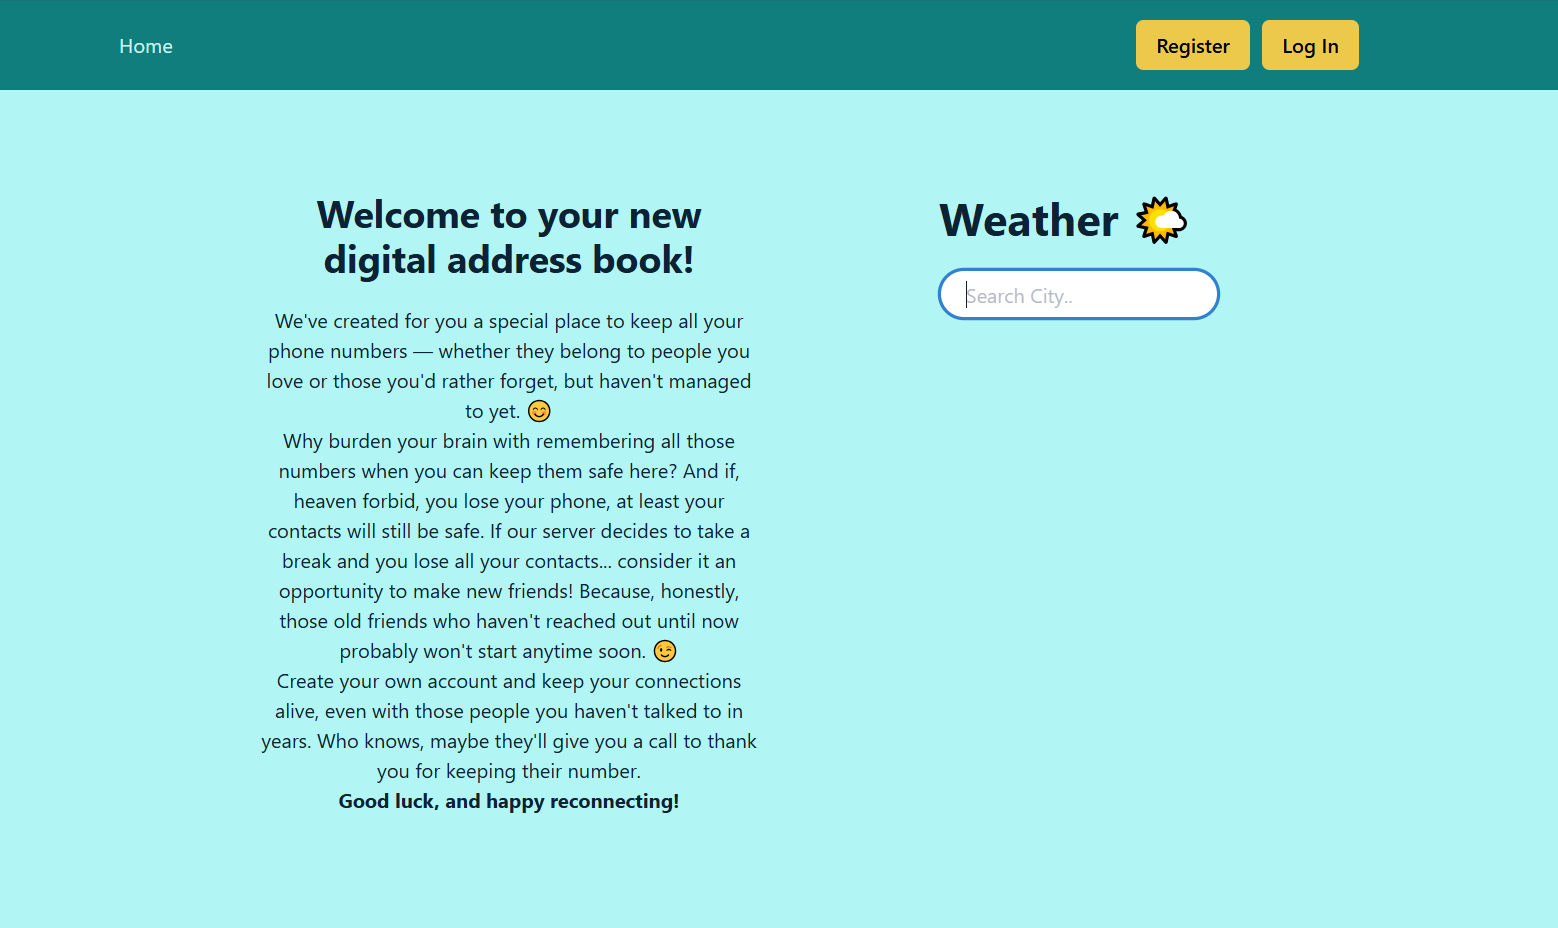 Home
Register
Log In
Welcome to your new
digital address book!
We've created for you a special place to keep all your
phone numbers — whether they belong to people you
love or those you'd rather forget, but haven't managed
to yet. 😊
Why burden your brain with remembering all those
numbers when you can keep them safe here? And if,
heaven forbid, you lose your phone, at least your
contacts will still be safe. If our server decides to take a
break and you lose all your contacts... consider it an
opportunity to make new friends! Because, honestly,
those old friends who haven't reached out until now
probably won't start anytime soon. 😉
Create your own account and keep your connections
alive, even with those people you haven't talked to in
years. Who knows, maybe they'll give you a call to thank
you for keeping their number.
Good luck, and happy reconnecting!
Weather 🌤
Search City..